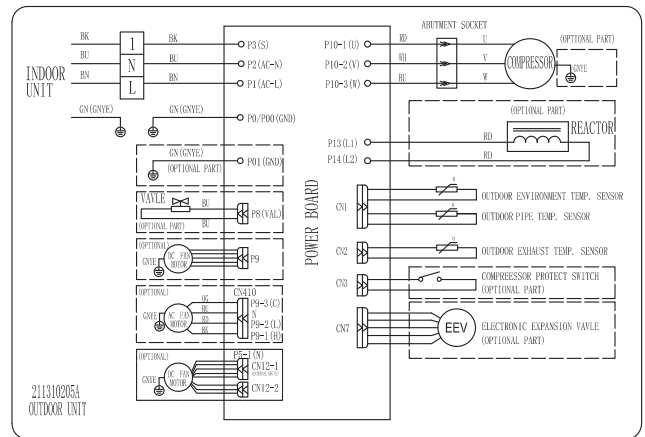 ABUTMENT SOCKET
BK 1 BK P3(S)
BU N BU P2(AC-N)
BN L BN P1(AC-L)
INDOOR
UNIT
GN(GNYE) GN(GNYE) P0/P00(GND)
GN(GNYE)
P01(GND)
(OPTIONAL PART)
VAVLE
BU
BU
P8(VAL)
(OPTIONAL PART)
(OPTIONAL)
GNYE
DC FAN
MOTOR
P9
(OPTIONAL)
GNYE
AC FAN
MOTOR
CN410
OG P9-3(C)
BU N
RD P9-2(L)
BK P9-1(H)
(OPTIONAL)
GNYE
DC FAN
MOTOR
P5-1(N)
CN12-1
CN12-2
211310205A
OUTDOOR UNIT
POWER BOARD
P10-1(U) RD U
P10-2(V) WH V
P10-3(W) BU W
COMPRESSOR
(OPTIONAL PART)
GNYE
(OPTIONAL PART)
REACTOR
P13(L1) RD
P14(L2) RD
CN1
θ
OUTDOOR ENVIRONMENT TEMP. SENSOR
θ
OUTDOOR PIPE TEMP. SENSOR
CN2
θ
OUTDOOR EXHAUST TEMP. SENSOR
CN3
COMPREESSOR PROTECT SWITCH
(OPTIONAL PART)
CN7
EEV
ELECTRONIC EXPANSION VAVLE
(OPTIONAL PART)